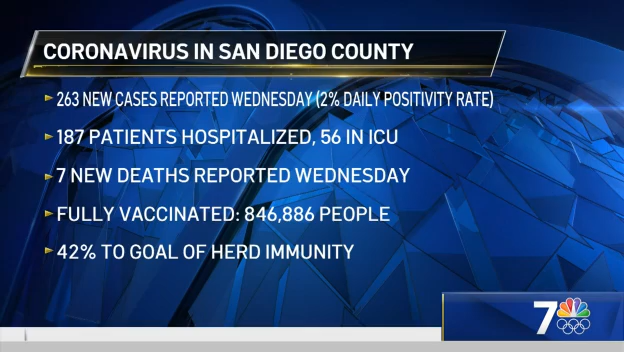 CORONAVIRUS IN SAN DIEGO COUNTY
263 NEW CASES REPORTED WEDNESDAY (2% DAILY POSITIVITY RATE)
187 PATIENTS HOSPITALIZED, 56 IN ICU
7 NEW DEATHS REPORTED WEDNESDAY
FULLY VACCINATED: 846,886 PEOPLE
42% TO GOAL OF HERD IMMUNITY
7